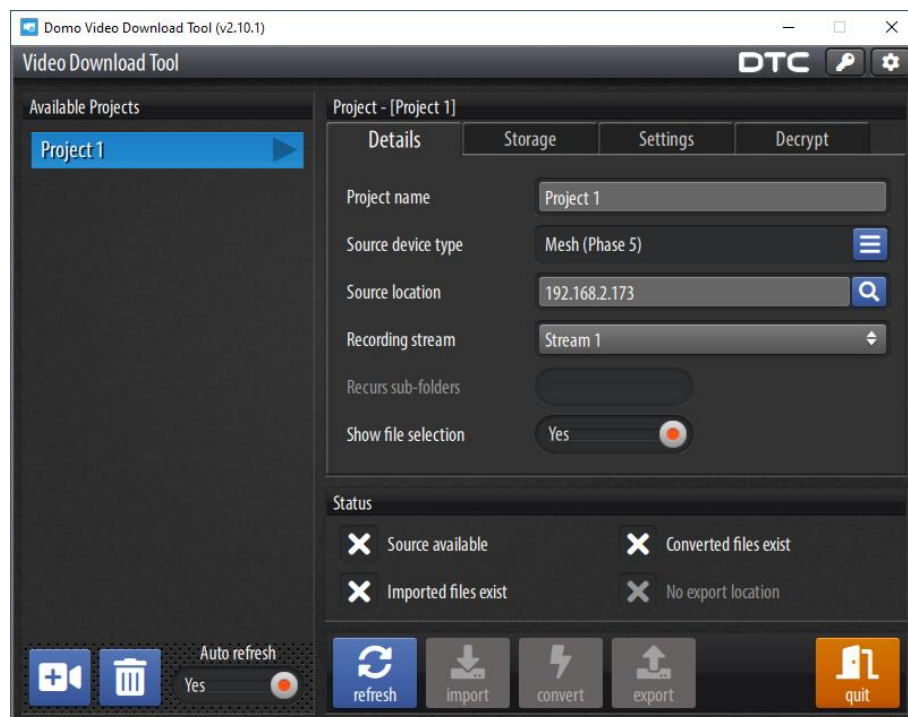 Domo Video Download Tool (v2.10.1)
Video Download Tool
DTC
Available Projects
Project 1
Auto refresh
Yes
Project - [Project 1]
Details Storage Settings Decrypt
Project name Project 1
Source device type Mesh (Phase 5)
Source location 192.168.2.173
Recording stream Stream 1
Recurs sub-folders
Show file selection Yes
Status
Source available Converted files exist
Imported files exist No export location
refresh import convert export quit